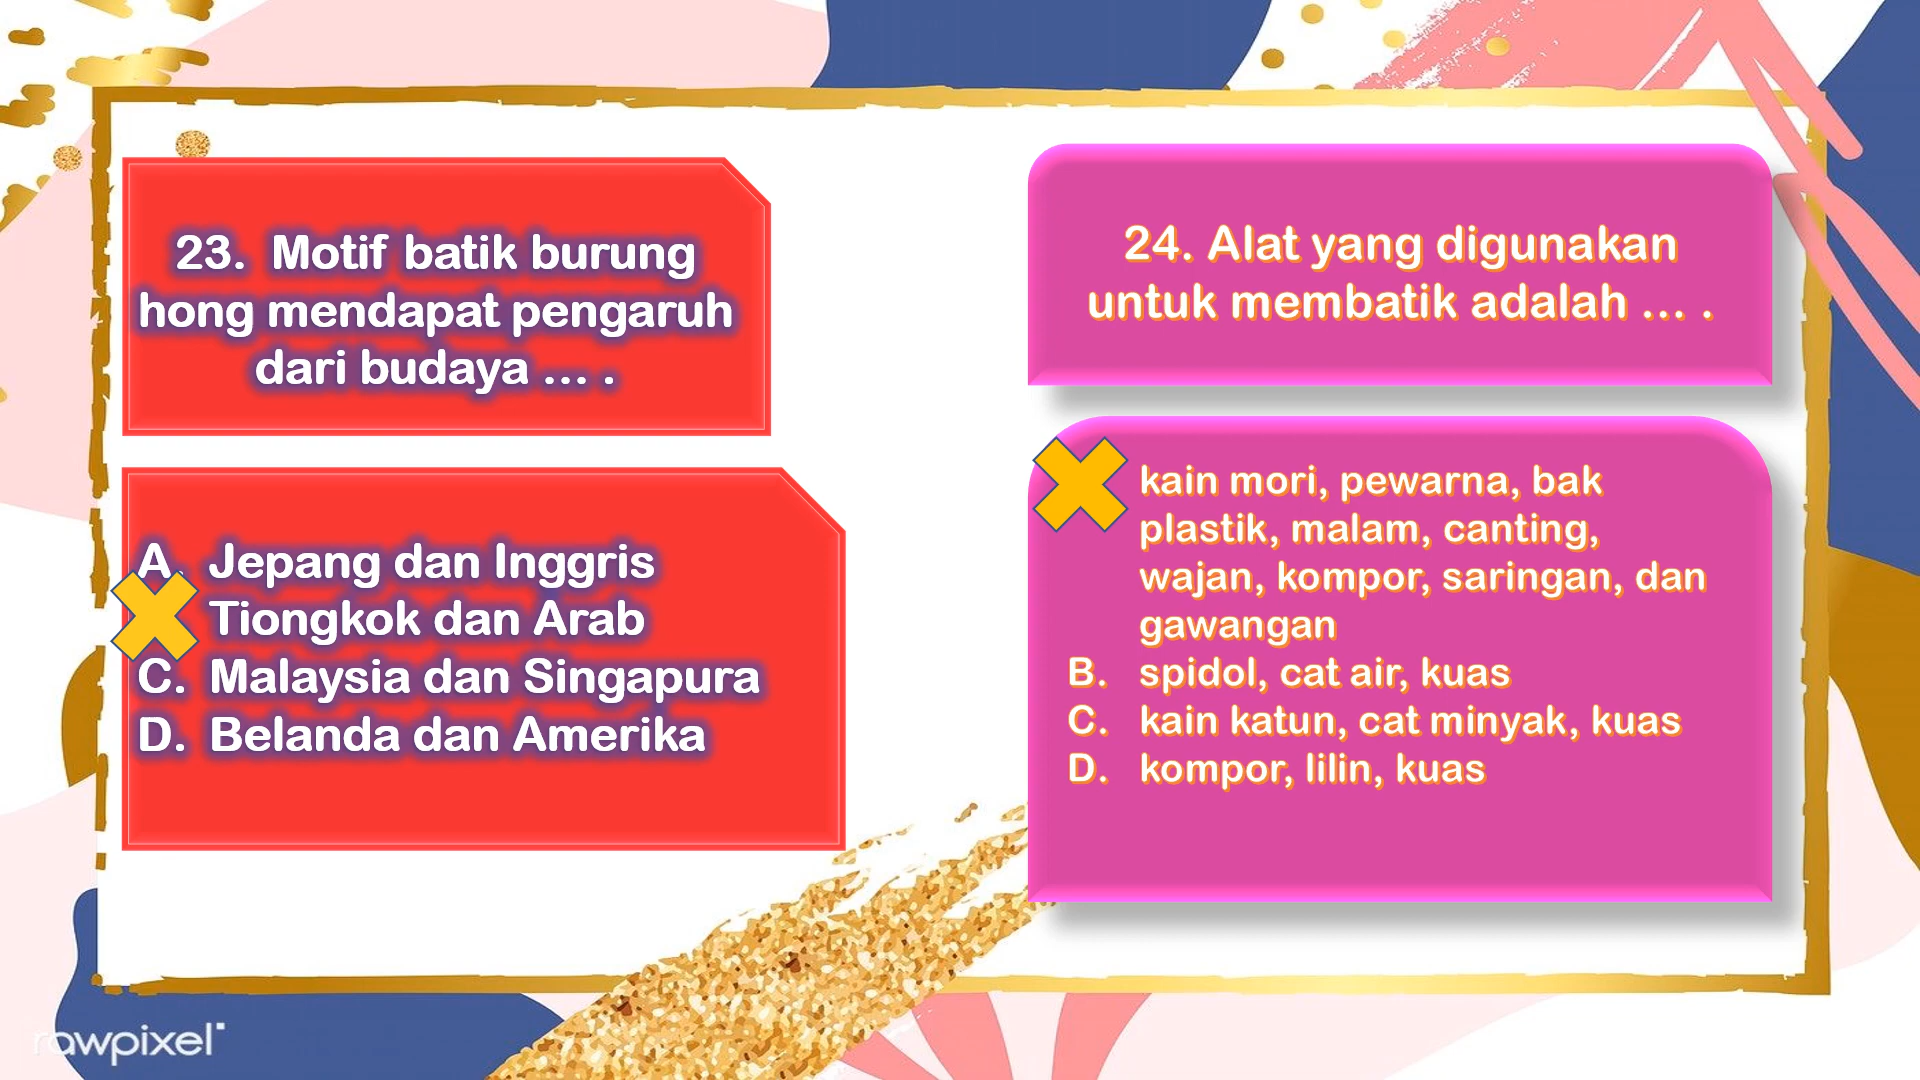 23. Motif batik burung
hong mendapat pengaruh
dari budaya ... .
A. Jepang dan Inggris
Tiongkok dan Arab
C. Malaysia dan Singapura
D. Belanda dan Amerika
24. Alat yang digunakan
untuk membatik adalah ... .
kain mori, pewarna, bak
plastik, malam, canting,
wajan, kompor, saringan, dan
gawangan
B. spidol, cat air, kuas
C. kain katun, cat minyak, kuas
D. kompor, lilin, kuas
rawpixel